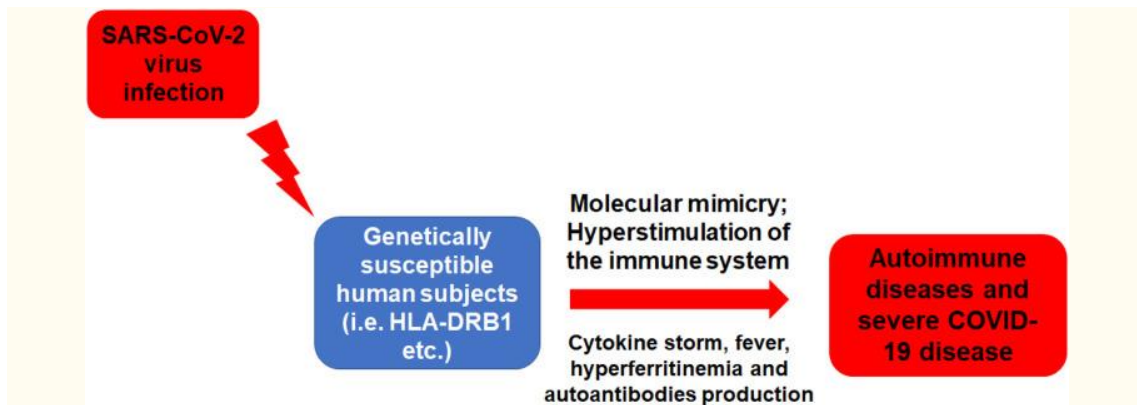 SARS-CoV-2
virus
infection
Genetically
susceptible
human subjects
(i.e. HLA-DRB1
etc.)
Molecular mimicry;
Hyperstimulation of
the immune system
Cytokine storm, fever,
hyperferritinemia and
autoantibodies production
Autoimmune
diseases and
severe COVID-
19 disease